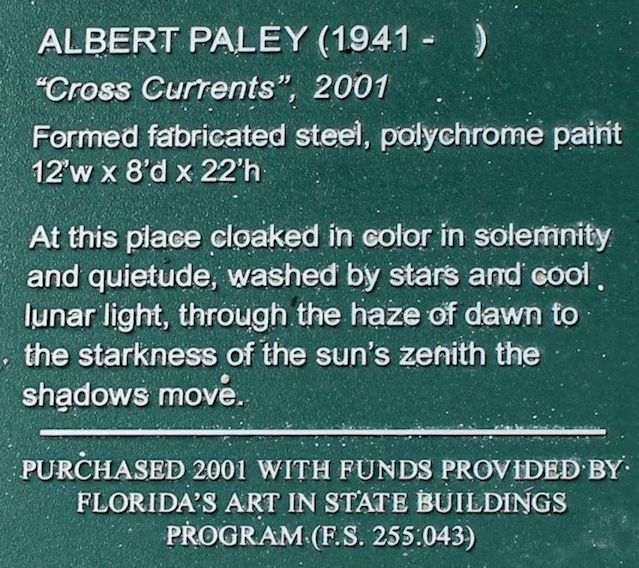 ALBERT PALEY (1941 -    )
“Cross Currents”, 2001
Formed fabricated steel, polychrome paint
12'w x 8'd x 22'h
At this place cloaked in color in solemnity
and quietude, washed by stars and cool
lunar light, through the haze of dawn to
the starkness of the sun's zenith the
shadows move.
PURCHASED 2001 WITH FUNDS PROVIDED BY
FLORIDA'S ART IN STATE BUILDINGS
PROGRAM (F.S. 255.043)